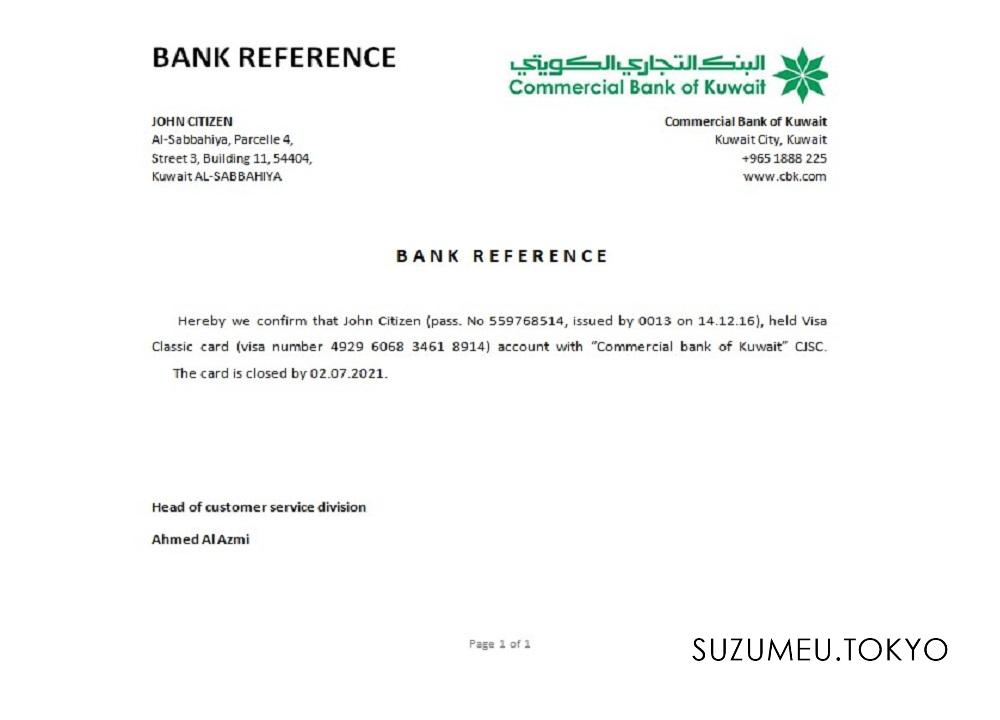 BANK REFERENCE
البنك التجاري الكويتي
Commercial Bank of Kuwait
JOHN CITIZEN
Al-Sabbahiya, Parcelle 4,
Street 3, Building 11, 54404,
Kuwait AL-SABBAHIYA
Commercial Bank of Kuwait
Kuwait City, Kuwait
+965 1888 225
www.cbk.com
BANK REFERENCE
Hereby we confirm that John Citizen (pass. No 559768514, issued by 0013 on 14.12.16), held Visa
Classic card (visa number 4929 6068 3461 8914) account with “Commercial bank of Kuwait” CJSC.
The card is closed by 02.07.2021.
Head of customer service division
Ahmed Al Azmi
Page 1 of 1
SUZUMEU.TOKYO